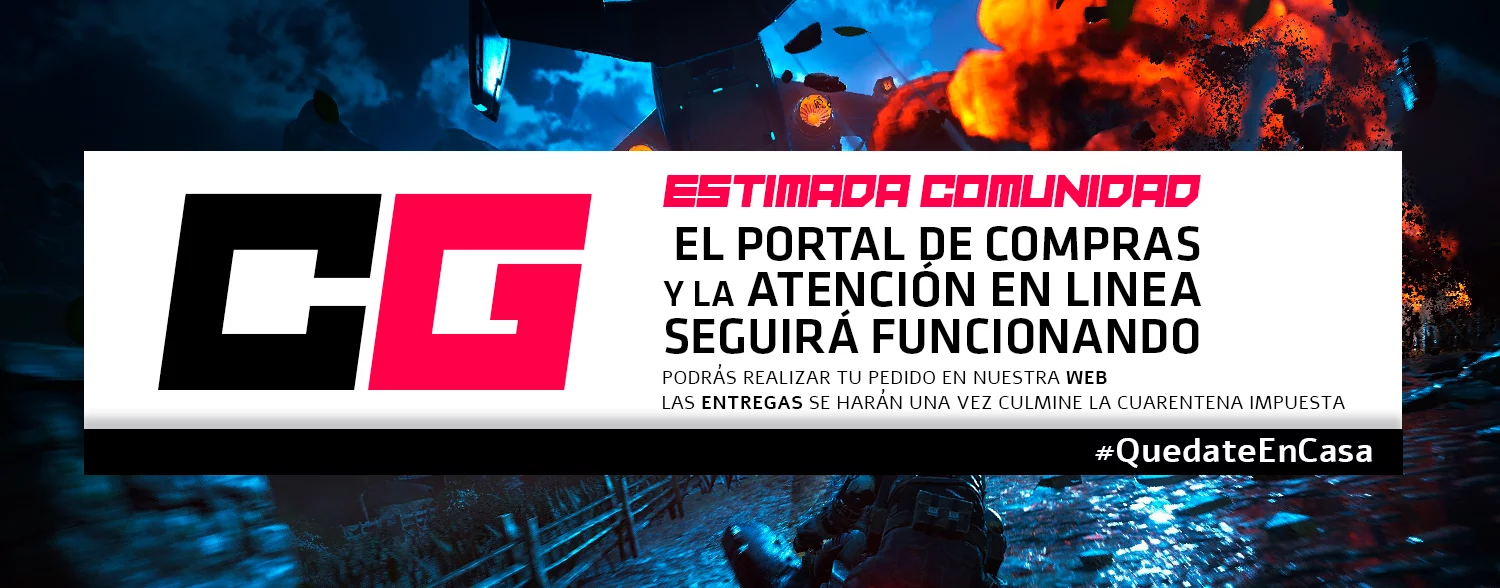 CG
ESTIMADA COMUNIDAD
EL PORTAL DE COMPRAS
Y LA ATENCIÓN EN LINEA
SEGUIRÁ FUNCIONANDO
PODRÁS REALIZAR TU PEDIDO EN NUESTRA WEB
LAS ENTREGAS SE HARÁN UNA VEZ CULMINE LA CUARENTENA IMPUESTA
#QuedateEnCasa